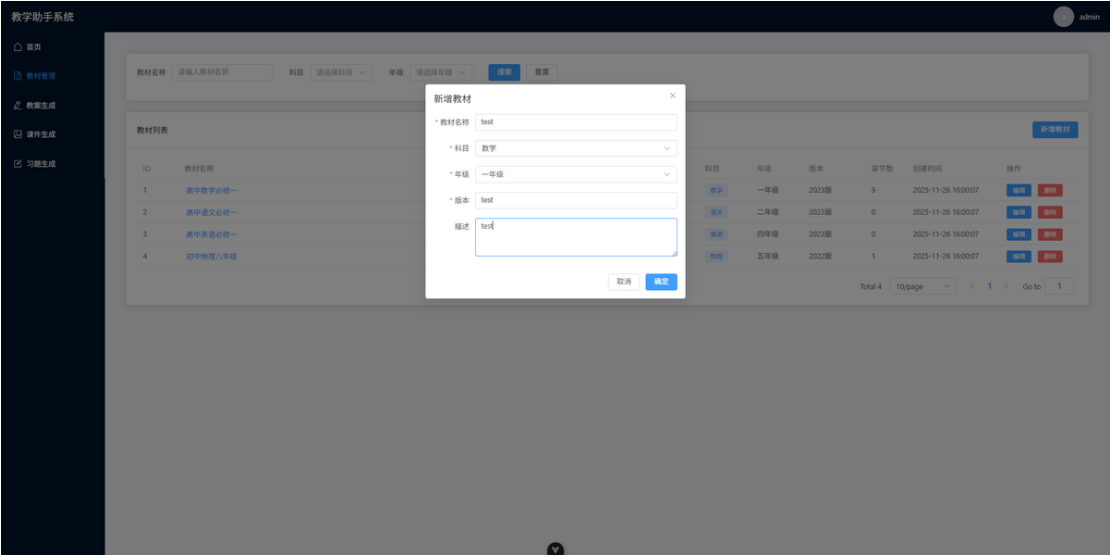 教学助手系统
admin
首页
教材管理
教案生成
课件生成
习题生成
教材名称 请输入教材名称 科目 请选择科目 年级 请选择年级 搜索 重置
新增教材
* 教材名称 test
* 科目 数学
* 年级 一年级
* 版本 test
描述 test
取消 确定
教材列表 新增教材
ID 教材名称 科目 年级 版本 章节数 创建时间 操作
1 高中数学必修一 数学 一年级 2023版 9 2025-11-26 16:00:07 编辑 删除
2 高中语文必修一 语文 二年级 2023版 0 2025-11-26 16:00:07 编辑 删除
3 高中英语必修一 英语 四年级 2023版 0 2025-11-26 16:00:07 编辑 删除
4 初中物理八年级 物理 五年级 2022版 1 2025-11-26 16:00:07 编辑 删除
Total 4 10/page 1 Go to 1